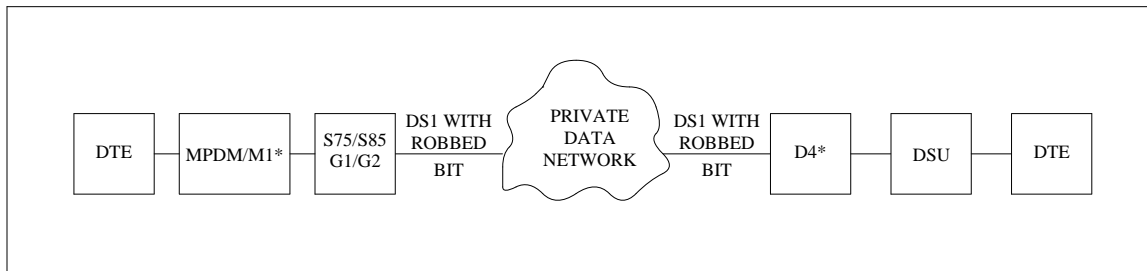 DTE
MPDM/M1*
S75/S85
G1/G2
DS1 WITH
ROBBED
BIT
PRIVATE
DATA
NETWORK
DS1 WITH
ROBBED
BIT
D4*
DSU
DTE